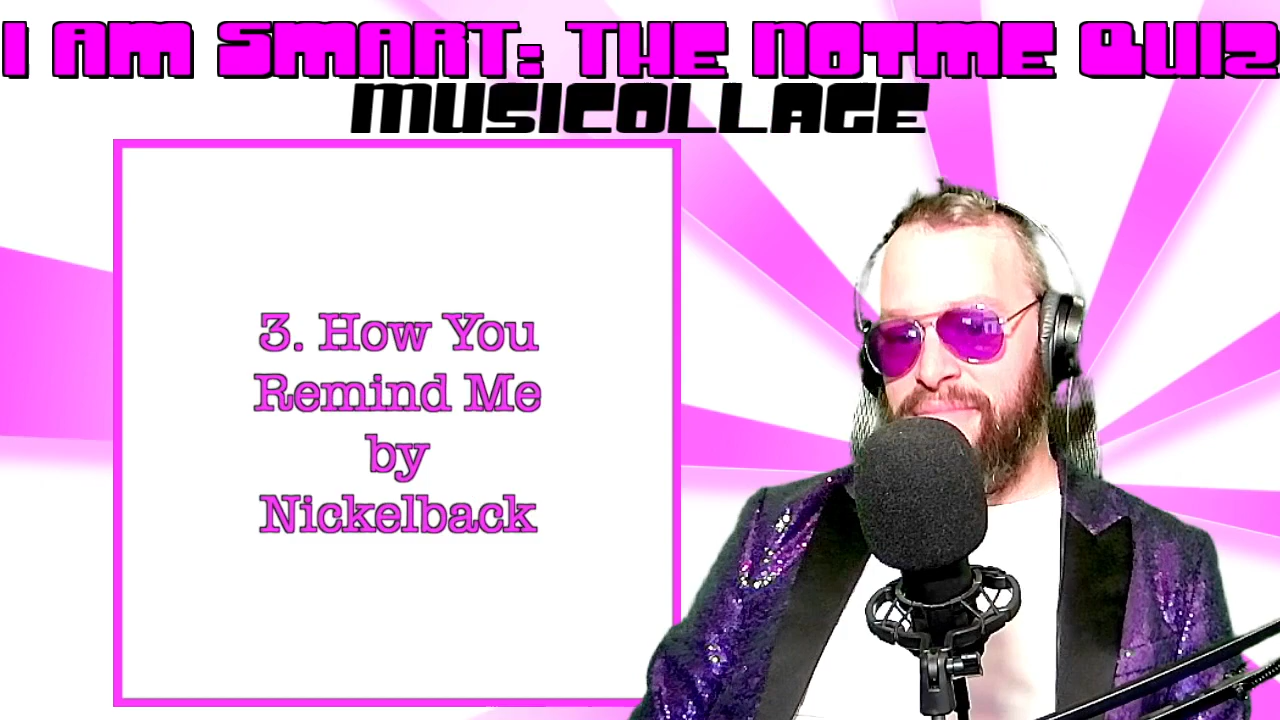 I AM SMART: THE NOTME QUIZ
MUSICOLLAGE
3. How You
Remind Me
by
Nickelback